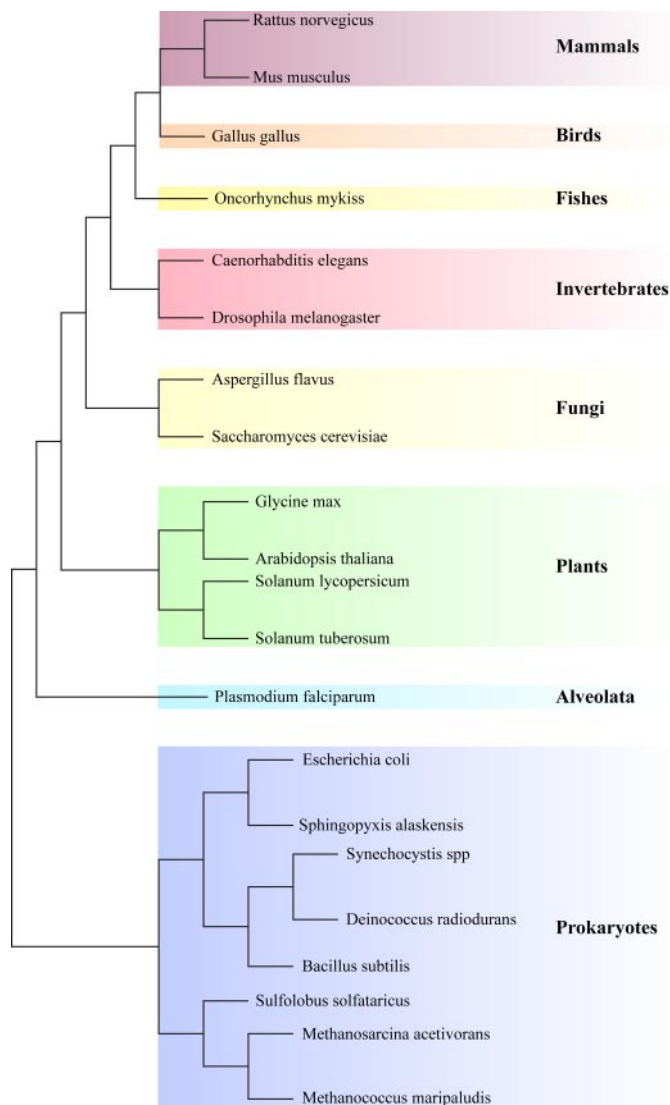 Rattus norvegicus
Mammals
Mus musculus
Gallus gallus
Birds
Oncorhynchus mykiss
Fishes
Caenorhabditis elegans
Invertebrates
Drosophila melanogaster
Aspergillus flavus
Fungi
Saccharomyces cerevisiae
Glycine max
Arabidopsis thaliana
Plants
Solanum lycopersicum
Solanum tuberosum
Plasmodium falciparum
Alveolata
Escherichia coli
Sphingopyxis alaskensis
Synechocystis spp
Deinococcus radiodurans
Prokaryotes
Bacillus subtilis
Sulfolobus solfataricus
Methanosarcina acetivorans
Methanococcus maripaludis